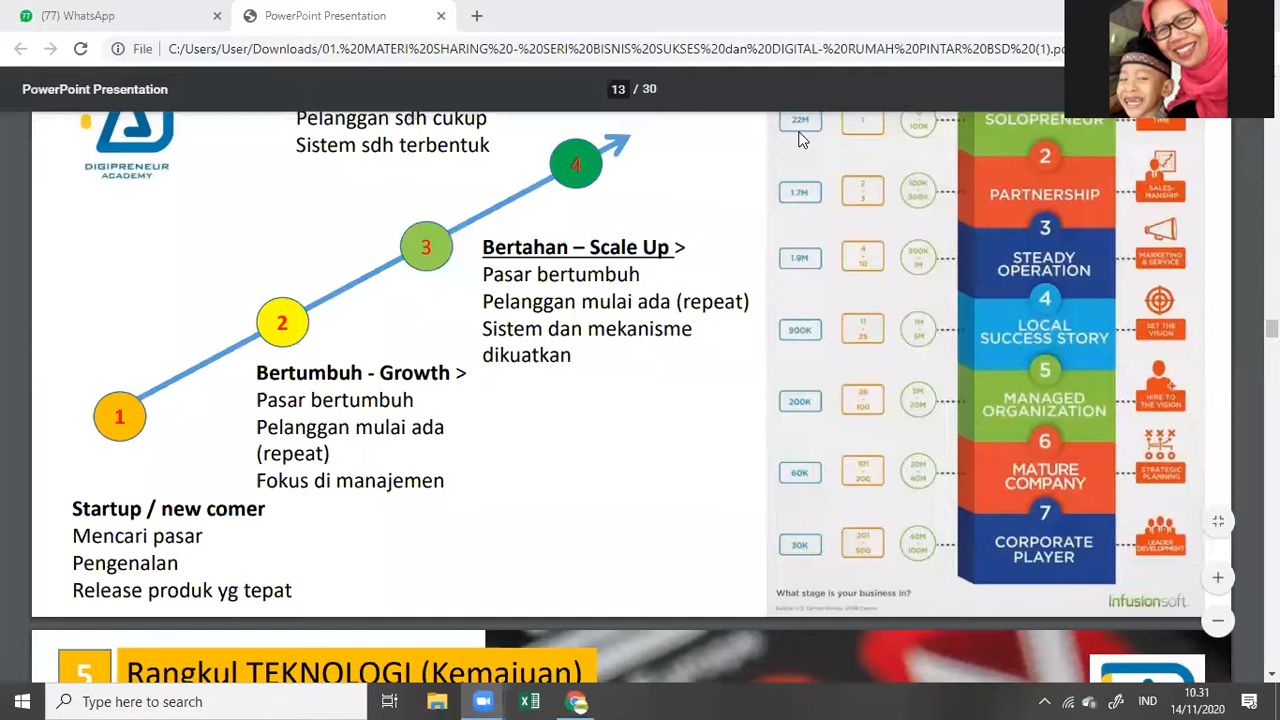 (77) WhatsApp
PowerPoint Presentation
File
C:/Users/User/Downloads/01.%20MATERI%20SHARING%20-%20SERI%20BISNIS%20SUKSES%20dan%20DIGITAL-%20RUMAH%20PINTAR%20BSD%20(1).p
PowerPoint Presentation
13 / 30
DIGIPRENEUR
ACADEMY
Pelanggan sdh cukup
Sistem sdh terbentuk
4
3
Bertahan – Scale Up >
Pasar bertumbuh
Pelanggan mulai ada (repeat)
Sistem dan mekanisme
dikuatkan
2
Bertumbuh - Growth >
Pasar bertumbuh
Pelanggan mulai ada
(repeat)
Fokus di manajemen
1
Startup / new comer
Mencari pasar
Pengenalan
Release produk yg tepat
22M
1
100K
SOLOPRENEUR
TIME
1.7M
2 - 3
100K - 300K
2
PARTNERSHIP
SALES-
MANSHIP
1.9M
4 - 10
300K - 1M
3
STEADY
OPERATION
MARKETING
& SERVICE
900K
11 - 25
1M - 3M
4
LOCAL
SUCCESS STORY
SET THE
VISION
200K
26 - 100
5
MANAGED
ORGANIZATION
HIRE TO
THE VISION
60K
101 - 200
20M - 40M
6
MATURE
COMPANY
STRATEGIC
PLANNING
30K
201 - 500
40M - 100M
7
CORPORATE
PLAYER
LEADER
DEVELOPMENT
What stage is your business in?
Infusionsoft.
5
Rangkul TEKNOLOGI (Kemajuan)
Type here to search
IND
10.31
14/11/2020